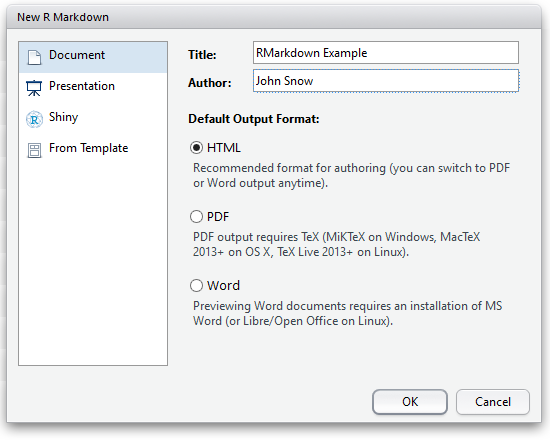 New R Markdown
Document
Presentation
Shiny
From Template
Title: RMarkdown Example
Author: John Snow
Default Output Format:
HTML
Recommended format for authoring (you can switch to PDF
or Word output anytime).
PDF
PDF output requires TeX (MiKTeX on Windows, MacTeX
2013+ on OS X, TeX Live 2013+ on Linux).
Word
Previewing Word documents requires an installation of MS
Word (or Libre/Open Office on Linux).
OK Cancel